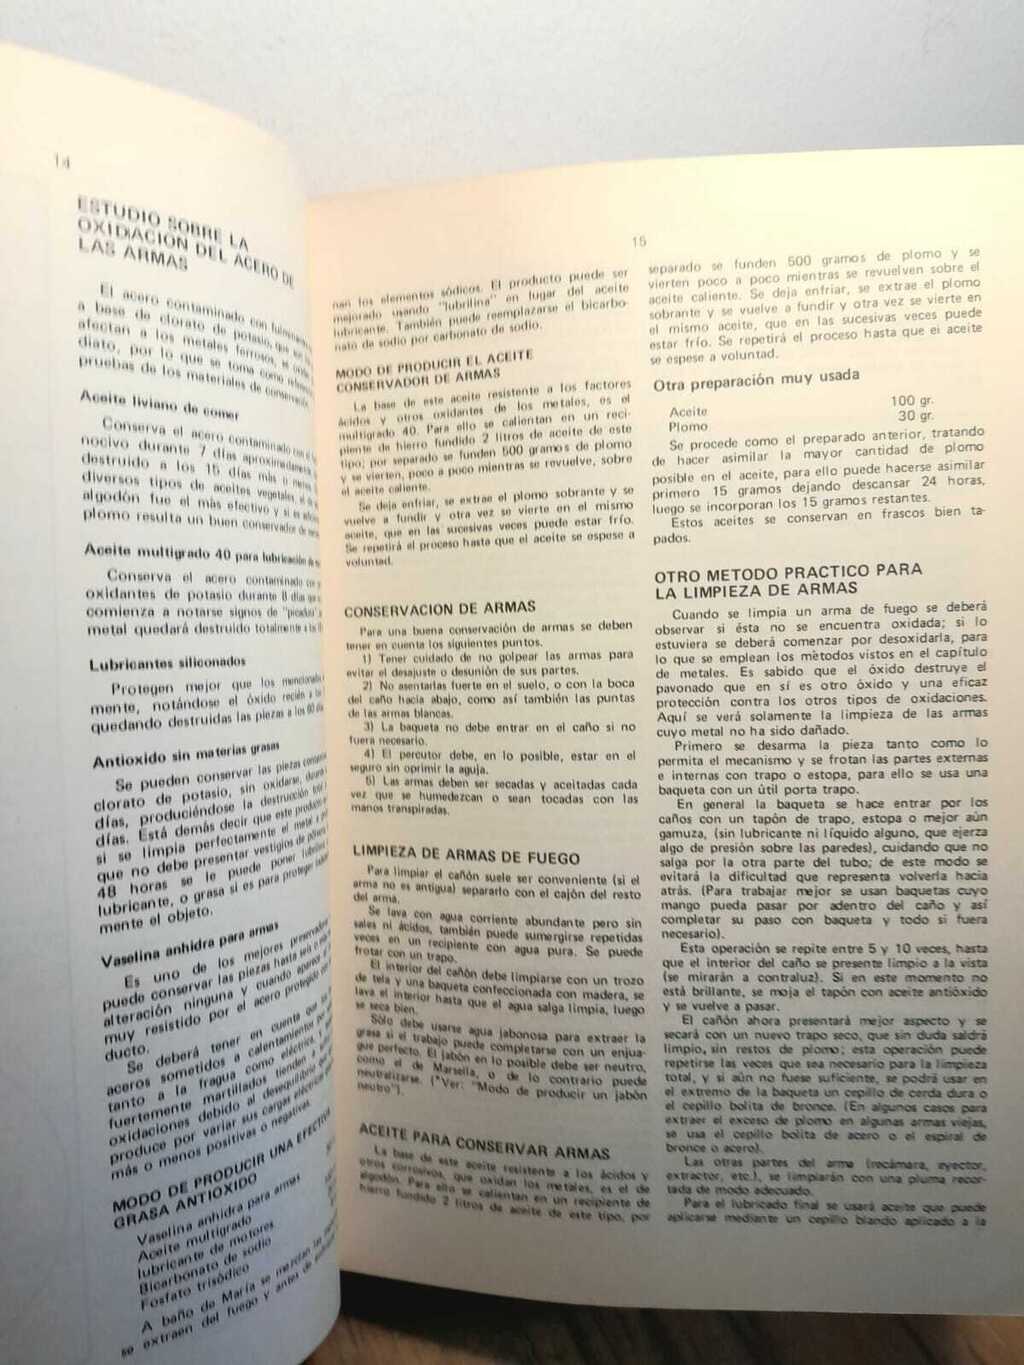 14
ESTUDIO SOBRE LA
OXIDACIÓN DEL ACERO DE
LAS ARMAS
El acero contaminado con
a base de clorato de potasio, que
afectan a los metales ferrosos, el
diato, por lo que se toma como
pruebas de los materiales de conservación.
Aceite liviano de comer
Conserva el acero contaminado con el
nocivo durante 7 días aproximadamente,
destruido a los 15 días más o menos,
diversos tipos de aceites vegetales, el de
algodón fue el más efectivo y si es
plomo resulta un buen conservador de
Aceite multigrado 40 para lubricación de
Conserva el acero contaminado con
oxidantes de potasio durante 8 días
comienza a notarse signos de "picadura",
metal quedará destruido totalmente a los
Lubricantes siliconados
Protegen mejor que los mencionados
mente, notándose el óxido recién a los
quedando destruidas las piezas a los 60
Antioxido sin materias grasas
Se pueden conservar las piezas
clorato de potasio, sin oxidarse,
días, produciéndose la destrucción
días. Está demás decir que este producto
si se limpia perfectamente el metal
que no debe presentar vestigios de
48 horas se le puede poner
lubricante, o grasa si es para proteger
mente el objeto.
Vaselina anhidra para armas
Es uno de los mejores
puede conservar las piezas hasta seis
alteración ninguna y cuando aparece
muy resistido por el acero protegido
ducto.
Se deberá tener en cuenta que
aceros sometidos a calentamientos
tanto a la fragua como eléctrica,
fuertemente martillados tienden a
oxidaciones debido al desequilibrio
produce por variar sus cargas eléctricas
más o menos positivas o negativas.
MODO DE PRODUCIR UNA
GRASA ANTIOXIDO
Vaselina anhidra para armas
Aceite multigrado
lubricante de motores
Bicarbonato de sodio
Fosfato trisódico
A baño de María se mezclan
se extraen del fuego y antes de
15
nan los elementos sódicos. El producto puede ser
mejorado usando "lubrilina" en lugar del aceite
lubricante. También puede reemplazarse el bicarbo-
nato de sodio por carbonato de sodio.
MODO DE PRODUCIR EL ACEITE
CONSERVADOR DE ARMAS
La base de este aceite resistente a los factores
ácidos y otros oxidantes de los metales, es el
multigrado 40. Para ello se calientan en un reci-
piente de hierro fundido 2 litros de aceite de este
tipo; por separado se funden 500 gramos de plomo
y se vierten, poco a poco mientras se revuelve, sobre
el aceite caliente.
Se deja enfriar, se extrae el plomo sobrante y se
vuelve a fundir y otra vez se vierte en el mismo
aceite, que en las sucesivas veces puede estar frío.
Se repetirá el proceso hasta que el aceite se espese a
voluntad.
CONSERVACION DE ARMAS
Para una buena conservación de armas se deben
tener en cuenta los siguientes puntos.
1) Tener cuidado de no golpear las armas para
evitar el desajuste o desunión de sus partes.
2) No asentarlas fuerte en el suelo, o con la boca
del caño hacia abajo, como así también las puntas
de las armas blancas.
3) La baqueta no debe entrar en el caño si no
fuera necesario.
4) El percutor debe, en lo posible, estar en el
seguro sin oprimir la aguja.
5) Las armas deben ser secadas y aceitadas cada
vez que se humedezcan o sean tocadas con las
manos transpiradas.
LIMPIEZA DE ARMAS DE FUEGO
Para limpiar el cañón suele ser conveniente (si el
arma no es antigua) separarlo con el cajón del resto
del arma.
Se lava con agua corriente abundante pero sin
sales ni ácidos, también puede sumergirse repetidas
veces en un recipiente con agua pura. Se puede
frotar con un trapo.
El interior del cañón debe limpiarse con un trozo
de tela y una baqueta confeccionada con madera, se
lava el interior hasta que el agua salga limpia, luego
se seca bien.
Sólo debe usarse agua jabonosa para extraer la
grasa si el trabajo puede completarse con un enjua-
gue perfecto. El jabón en lo posible debe ser neutro,
como el de Marsella, o de lo contrario puede
neutralizarse. ("Ver: "Modo de producir un jabón
neutro").
ACEITE PARA CONSERVAR ARMAS
La base de este aceite resistente a los ácidos y
otros corrosivos, que oxidan los metales, es el de
algodón. Para ello se calientan en un recipiente de
hierro fundido 2 litros de aceite de este tipo, por
separado se funden 500 gramos de plomo y se
vierten poco a poco mientras se revuelven sobre el
aceite caliente. Se deja enfriar, se extrae el plomo
sobrante y se vuelve a fundir y otra vez se vierte en
el mismo aceite, que en las sucesivas veces puede
estar frío. Se repetirá el proceso hasta que el aceite
se espese a voluntad.
Otra preparación muy usada
Aceite 100 gr.
Plomo 30 gr.
Se procede como el preparado anterior, tratando
de hacer asimilar la mayor cantidad de plomo
posible en el aceite, para ello puede hacerse asimilar
primero 15 gramos dejando descansar 24 horas,
luego se incorporan los 15 gramos restantes.
Estos aceites se conservan en frascos bien ta-
pados.
OTRO METODO PRACTICO PARA
LA LIMPIEZA DE ARMAS
Cuando se limpia un arma de fuego se deberá
observar si ésta no se encuentra oxidada; si lo
estuviera se deberá comenzar por desoxidarla, para
lo que se emplean los métodos vistos en el capítulo
de metales. Es sabido que el óxido destruye el
pavonado que en sí es otro óxido y una eficaz
protección contra los otros tipos de oxidaciones.
Aquí se verá solamente la limpieza de las armas
cuyo metal no ha sido dañado.
Primero se desarma la pieza tanto como lo
permita el mecanismo y se frotan las partes externas
e internas con trapo o estopa, para ello se usa una
baqueta con un útil porta trapo.
En general la baqueta se hace entrar por los
caños con un tapón de trapo, estopa o mejor aún
gamuza, (sin lubricante ni líquido alguno, que ejerza
algo de presión sobre las paredes), cuidando que no
salga por la otra parte del tubo; de este modo se
evitará la dificultad que representa volverla hacia
atrás. (Para trabajar mejor se usan baquetas cuyo
mango pueda pasar por adentro del caño y así
completar su paso con baqueta y todo si fuera
necesario).
Esta operación se repite entre 5 y 10 veces, hasta
que el interior del caño se presente limpio a la vista
(se mirarán a contraluz). Si en este momento no
está brillante, se moja el tapón con aceite antióxido
y se vuelve a pasar.
El cañón ahora presentará mejor aspecto y se
secará con un nuevo trapo seco, que sin duda saldrá
limpio, sin restos de plomo; esta operación puede
repetirse las veces que sea necesario para la limpieza
total, y si aún no fuese suficiente, se podrá usar en
el extremo de la baqueta un cepillo de cerda dura o
el cepillo bolita de bronce. (En algunos casos para
extraer el exceso de plomo en algunas armas viejas,
se usa el cepillo bolita de acero o el espiral de
bronce o acero).
Las otras partes del arma (recámara, eyector,
extractor, etc.), se limpiarán con una pluma recor-
tada de modo adecuado.
Para el lubricado final se usará aceite que puede
aplicarse mediante un cepillo blando aplicado a la